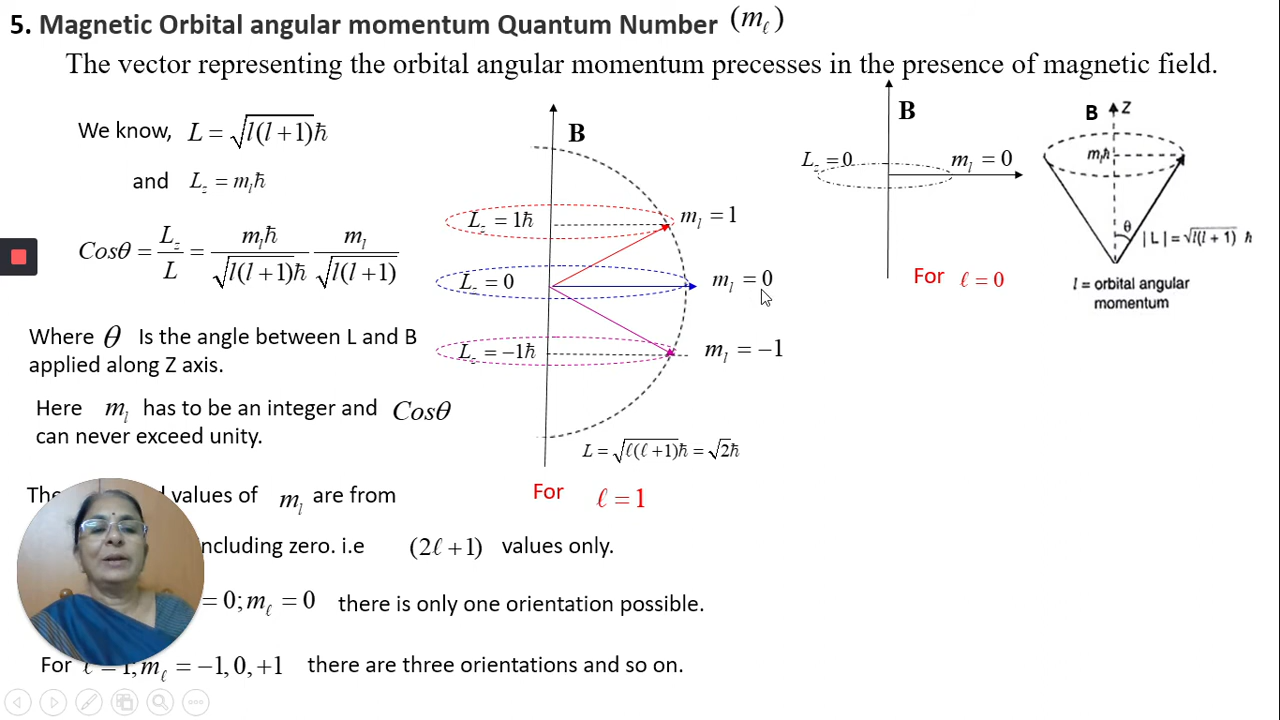 5. Magnetic Orbital angular momentum Quantum Number (mℓ)
The vector representing the orbital angular momentum precesses in the presence of magnetic field.
We know, L = √l(l+1)ħ
and Lz = mlħ
Cosθ = Lz/L = mlħ/√l(l+1)ħ ml/√l(l+1)
Where θ Is the angle between L and B
applied along Z axis.
Here ml has to be an integer and Cosθ
can never exceed unity.
values of ml are from
including zero. i.e (2ℓ+1) values only.
= 0; mℓ = 0 there is only one orientation possible.
For ℓ = 1, mℓ = −1, 0, +1 there are three orientations and so on.
B
Lz = 1ħ
ml = 1
Lz = 0
ml = 0
Lz = −1ħ
ml = −1
L = √ℓ(ℓ+1)ħ = √2ħ
For ℓ = 1
B
Lz = 0
ml = 0
For ℓ = 0
B Z
mlħ
θ
|L| = √l(l+1) ħ
l = orbital angular
momentum